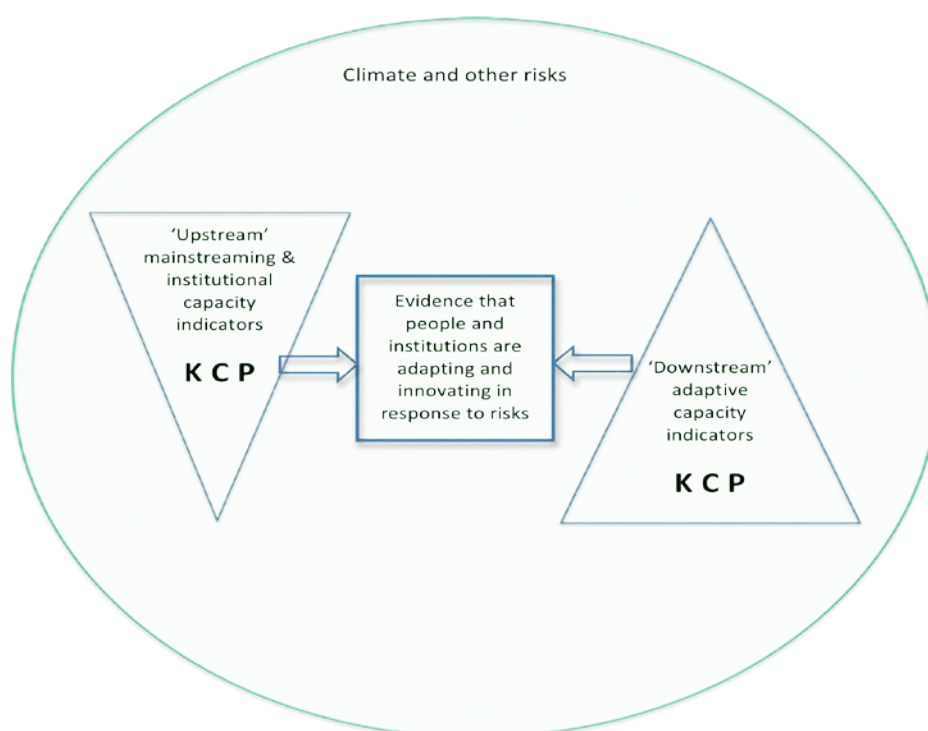 Climate and other risks
‘Upstream’
mainstreaming &
institutional
capacity
indicators
K C P
Evidence that
people and
institutions are
adapting and
innovating in
response to risks
‘Downstream’
adaptive
capacity
indicators
K C P